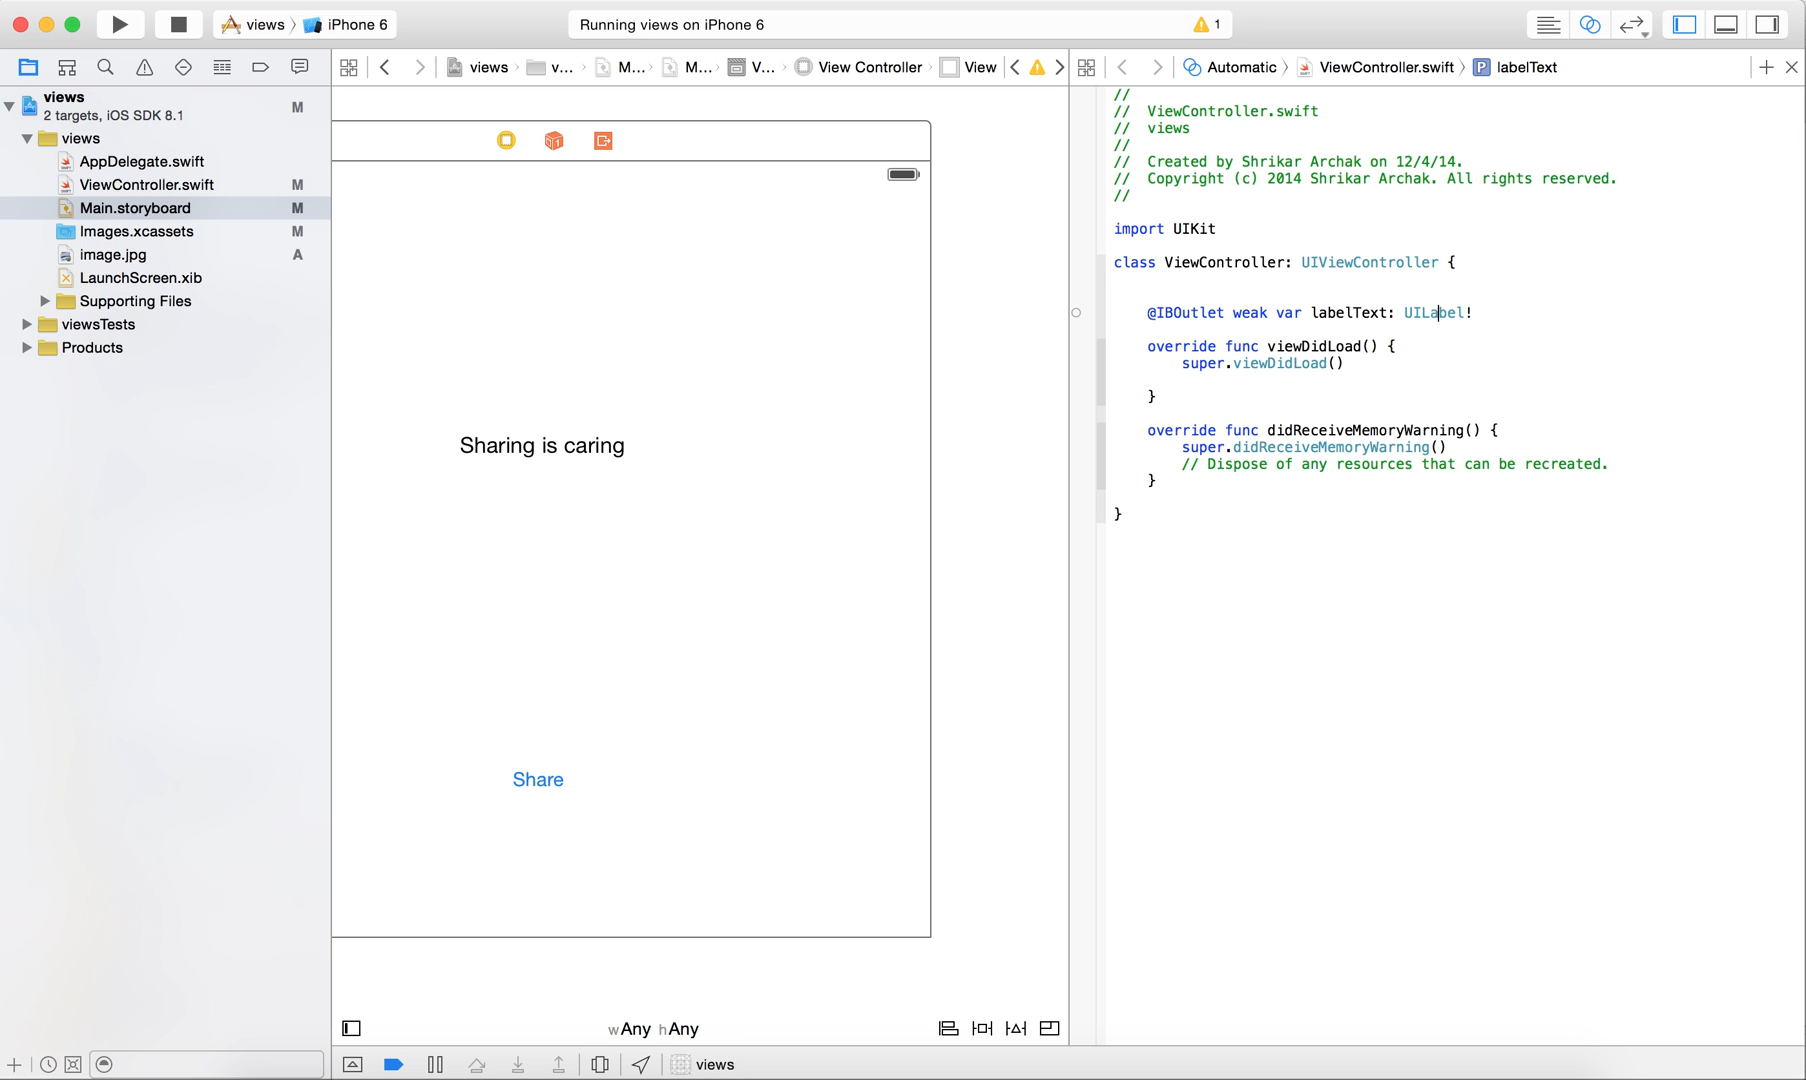 views
iPhone 6
Running views on iPhone 6
1
views
v...
M...
M...
V...
View Controller
View
Automatic
ViewController.swift
P
labelText
views
2 targets, iOS SDK 8.1
M
views
AppDelegate.swift
ViewController.swift
M
Main.storyboard
M
Images.xcassets
M
image.jpg
A
LaunchScreen.xib
Supporting Files
viewsTests
Products
Sharing is caring
Share
wAny hAny
views
//
//  ViewController.swift
//  views
//
//  Created by Shrikar Archak on 12/4/14.
//  Copyright (c) 2014 Shrikar Archak. All rights reserved.
//
import UIKit
class ViewController: UIViewController {
@IBOutlet weak var labelText: UILabel!
override func viewDidLoad() {
super.viewDidLoad()
}
override func didReceiveMemoryWarning() {
super.didReceiveMemoryWarning()
// Dispose of any resources that can be recreated.
}
}